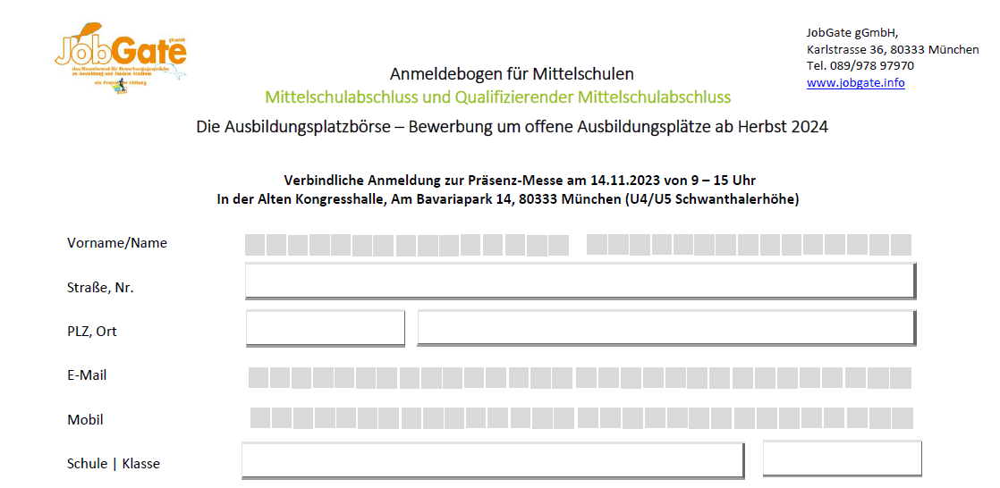 JobGate
gGmbH
das Messeformat für Bewerbungsgespräche
zu Ausbildung und Dualem Studium
ein Projekt der Stiftung
JobGate gGmbH,
Karlstrasse 36, 80333 München
Tel. 089/978 97970
www.jobgate.info
Anmeldebogen für Mittelschulen
Mittelschulabschluss und Qualifizierender Mittelschulabschluss
Die Ausbildungsplatzbörse – Bewerbung um offene Ausbildungsplätze ab Herbst 2024
Verbindliche Anmeldung zur Präsenz-Messe am 14.11.2023 von 9 – 15 Uhr
In der Alten Kongresshalle, Am Bavariapark 14, 80333 München (U4/U5 Schwanthalerhöhe)
Vorname/Name
Straße, Nr.
PLZ, Ort
E-Mail
Mobil
Schule | Klasse